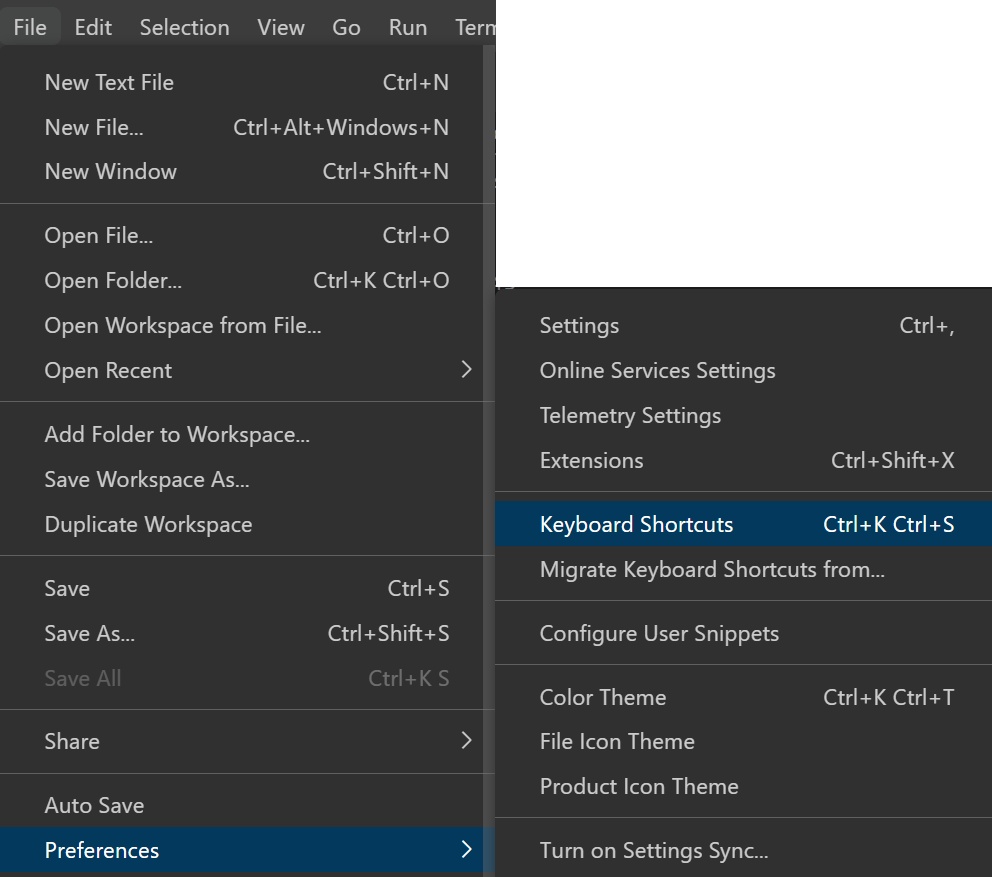 File Edit Selection View Go Run
New Text File Ctrl+N
New File... Ctrl+Alt+Windows+N
New Window Ctrl+Shift+N
Open File... Ctrl+O
Open Folder... Ctrl+K Ctrl+O
Open Workspace from File...
Open Recent
Add Folder to Workspace...
Save Workspace As...
Duplicate Workspace
Save Ctrl+S
Save As... Ctrl+Shift+S
Save All Ctrl+K S
Share
Auto Save
Preferences
Settings Ctrl+,
Online Services Settings
Telemetry Settings
Extensions Ctrl+Shift+X
Keyboard Shortcuts Ctrl+K Ctrl+S
Migrate Keyboard Shortcuts from...
Configure User Snippets
Color Theme Ctrl+K Ctrl+T
File Icon Theme
Product Icon Theme
Turn on Settings Sync...